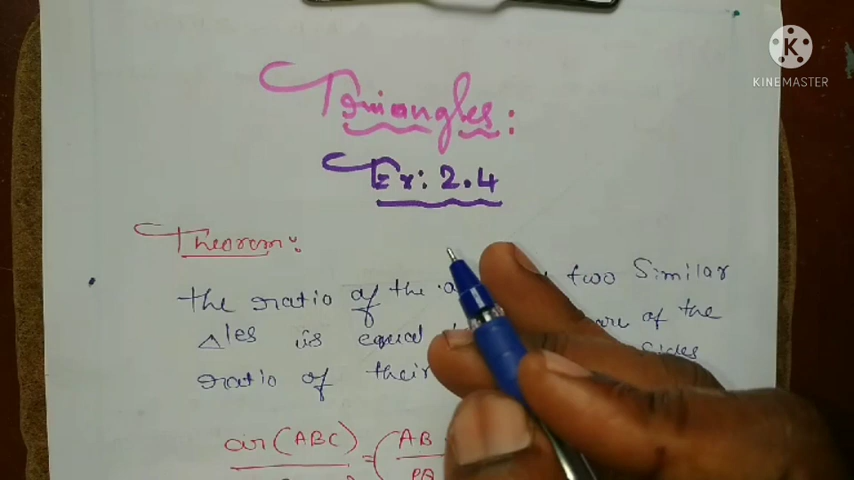 KINEMASTER
Triangles:
Ex: 2.4
Theorem:
the ratio of the two Similar
△les is equal of the
ratio of their Sides
ar(ABC) = (AB
PQ